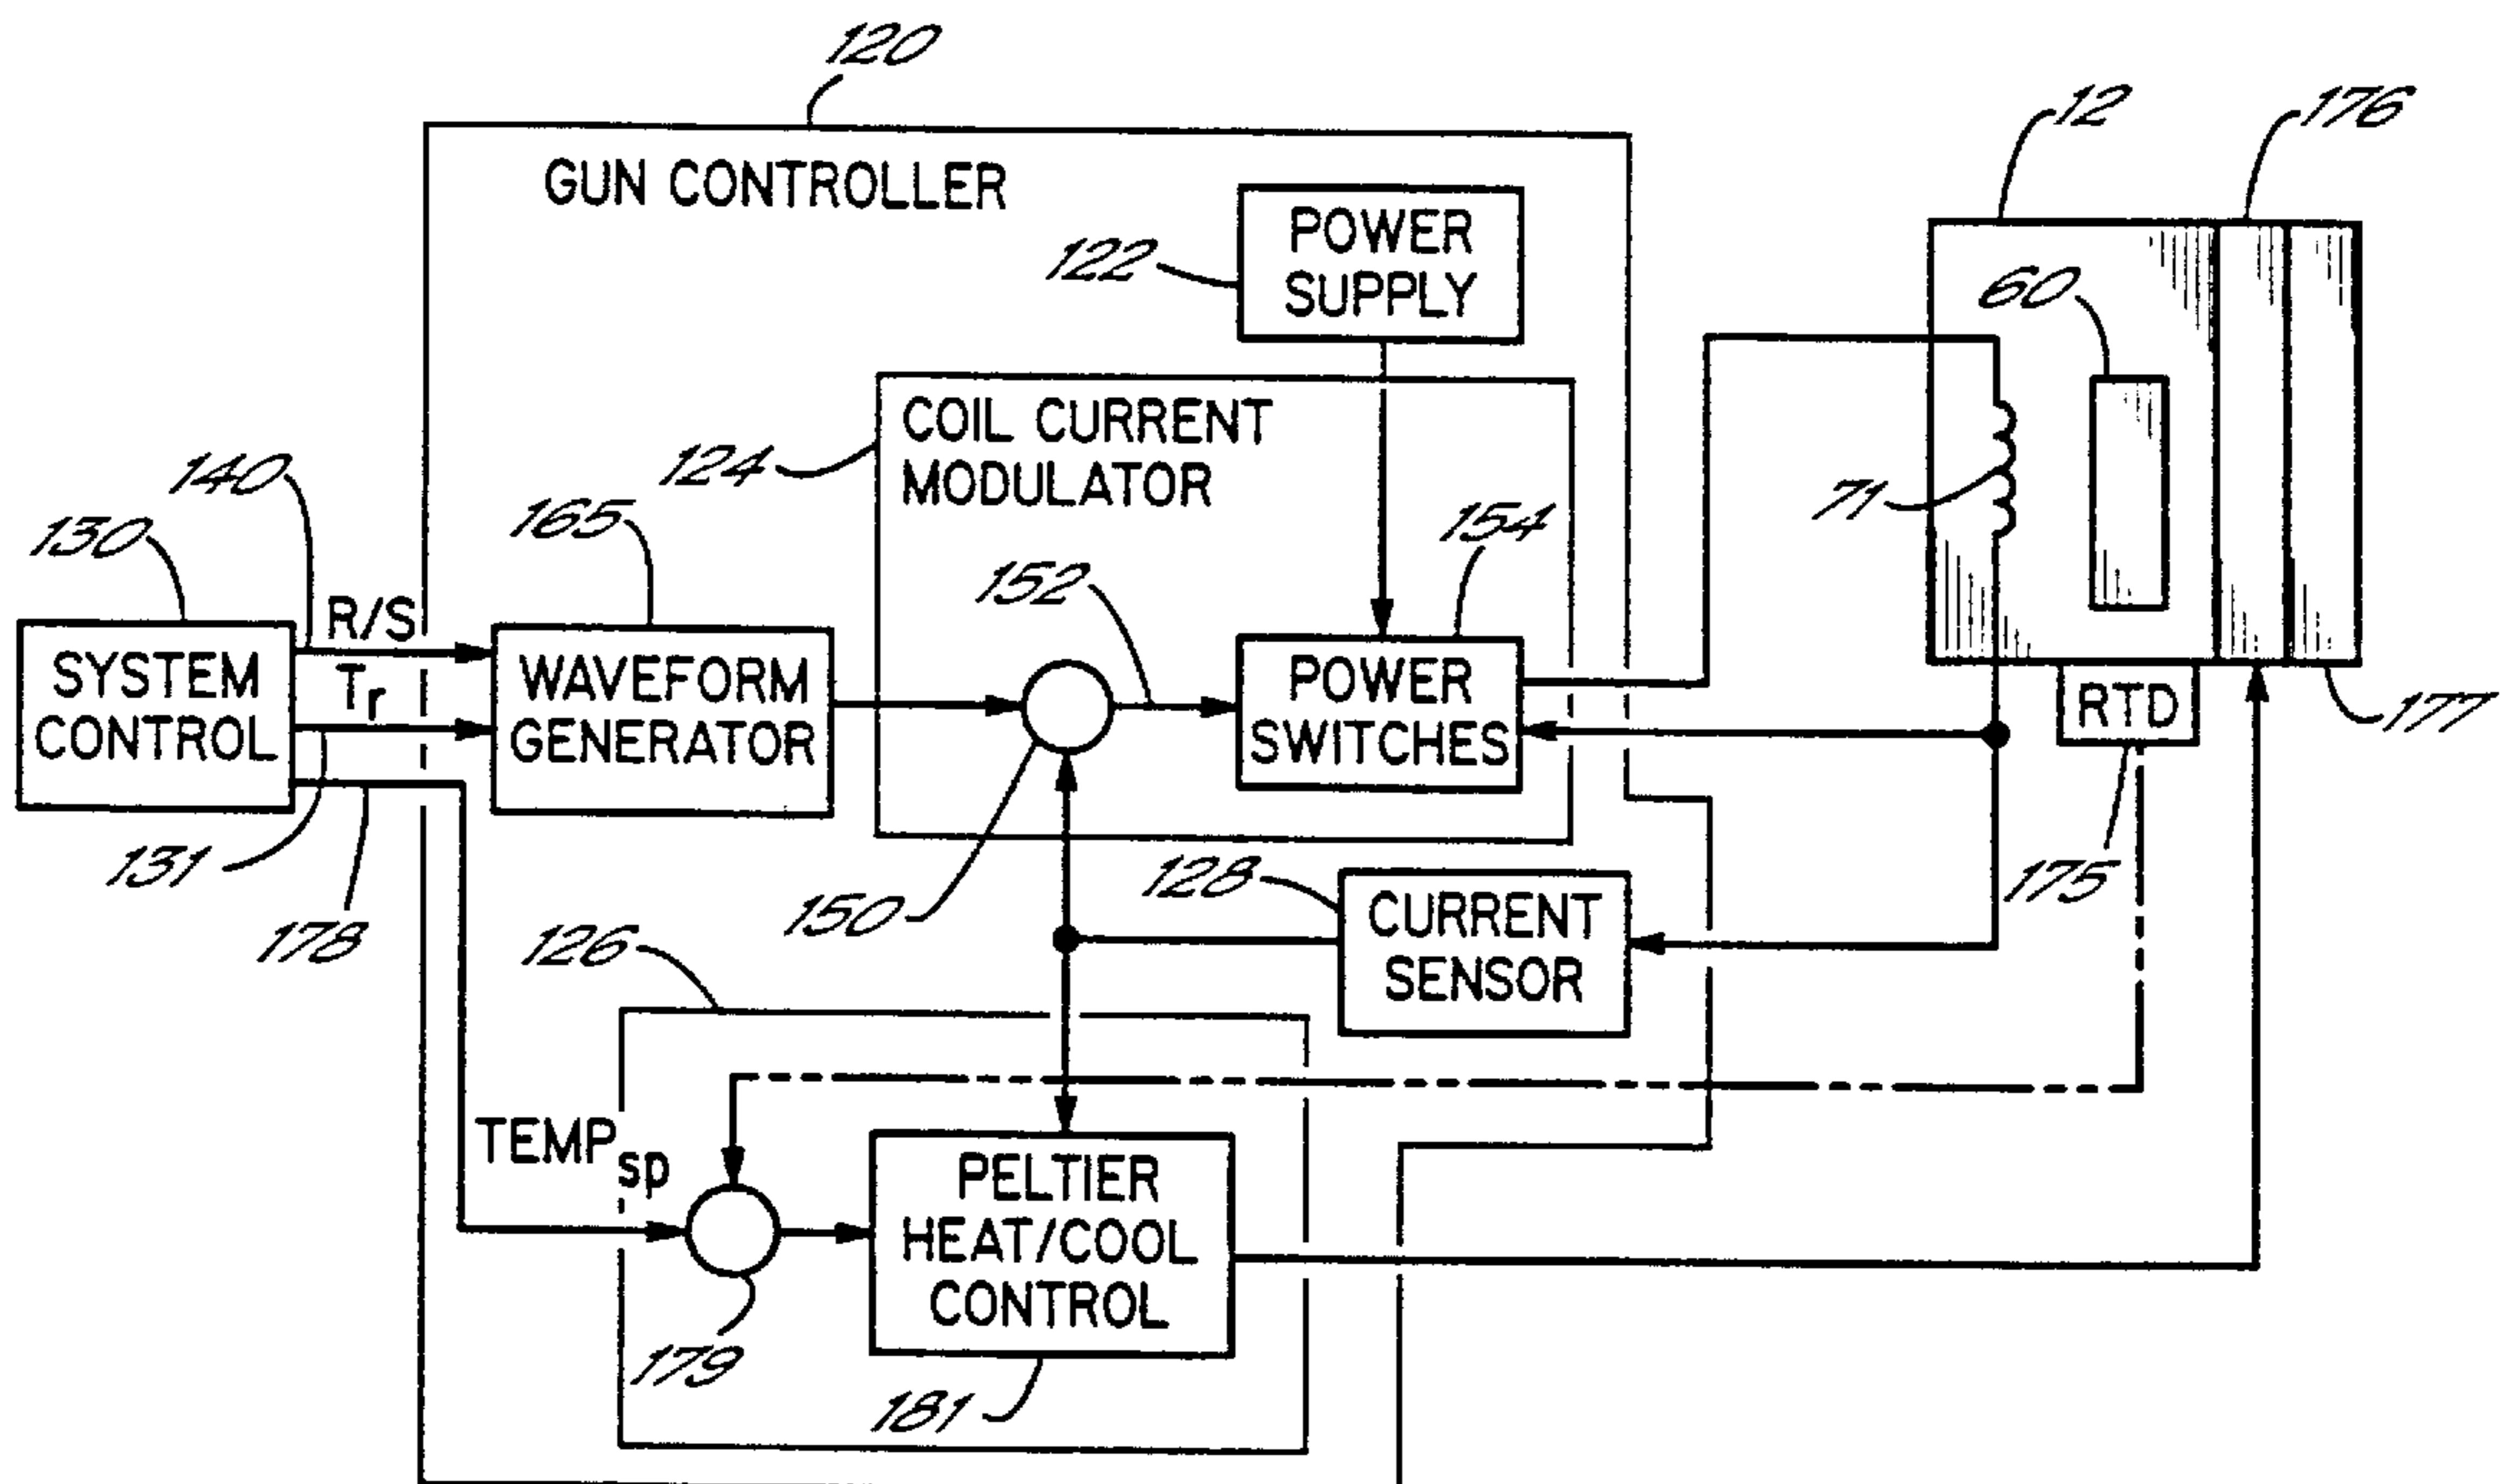 120
GUN CONTROLLER
12
176
122
POWER
SUPPLY
60
COIL CURRENT
MODULATOR
124
71
140
130
165
154
152
R/S
SYSTEM
CONTROL
Tr
WAVEFORM
GENERATOR
POWER
SWITCHES
RTD
177
131
178
150
128
175
126
CURRENT
SENSOR
TEMPsp
PELTIER
HEAT/COOL
CONTROL
179
181